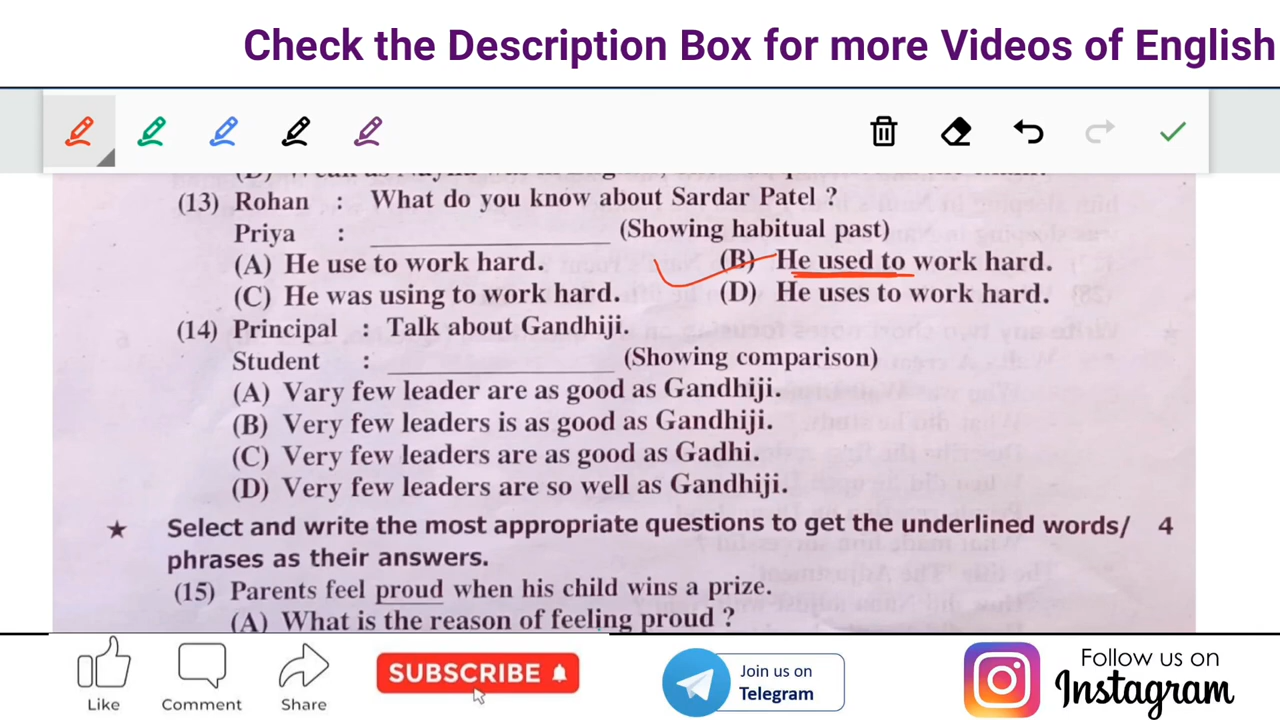 Check the Description Box for more Videos of English
(13) Rohan : What do you know about Sardar Patel ?
Priya : ____________________ (Showing habitual past)
(A) He use to work hard. (B) He used to work hard.
(C) He was using to work hard. (D) He uses to work hard.
(14) Principal : Talk about Gandhiji.
Student : ____________________ (Showing comparison)
(A) Vary few leader are as good as Gandhiji.
(B) Very few leaders is as good as Gandhiji.
(C) Very few leaders are as good as Gadhi.
(D) Very few leaders are so well as Gandhiji.
★ Select and write the most appropriate questions to get the underlined words/ 4
phrases as their answers.
(15) Parents feel proud when his child wins a prize.
(A) What is the reason of feeling proud ?
Like
Comment
Share
SUBSCRIBE
Join us on
Telegram
Follow us on
Instagram